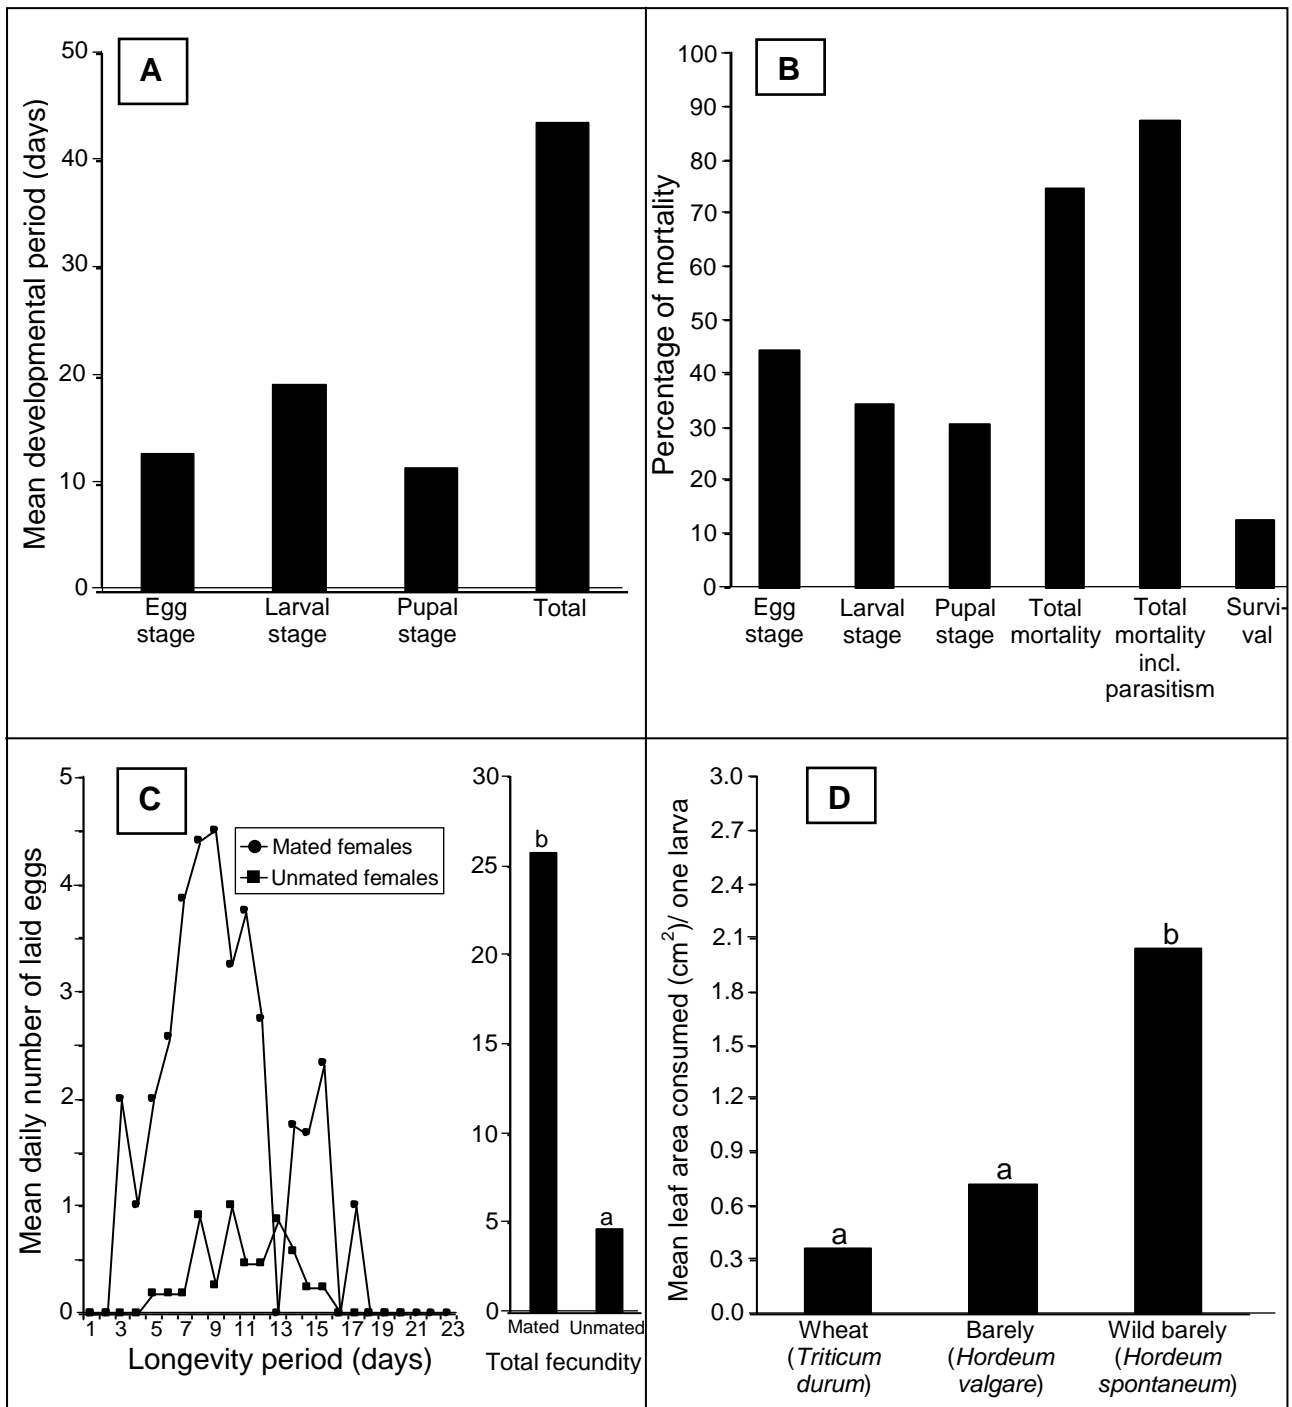 A
Mean developmental period (days)
50
40
30
20
10
0
Egg
stage
Larval
stage
Pupal
stage
Total
B
Percentage of mortality
100
90
80
70
60
50
40
30
20
10
0
Egg
stage
Larval
stage
Pupal
stage
Total
mortality
Total
mortality
incl.
parasitism
Survi-
val
C
Mean daily number of laid eggs
5
4
3
2
1
0
Mated females
Unmated females
1 3 5 7 9 11 13 15 17 19 21 23
Longevity period (days)
30
25
20
15
10
5
0
b
a
Mated Unmated
Total fecundity
D
Mean leaf area consumed (cm²)/ one larva
3.0
2.7
2.4
2.1
1.8
1.5
1.2
0.9
0.6
0.3
0.0
a
a
b
Wheat
(Triticum
durum)
Barely
(Hordeum
valgare)
Wild barely
(Hordeum
spontaneum)